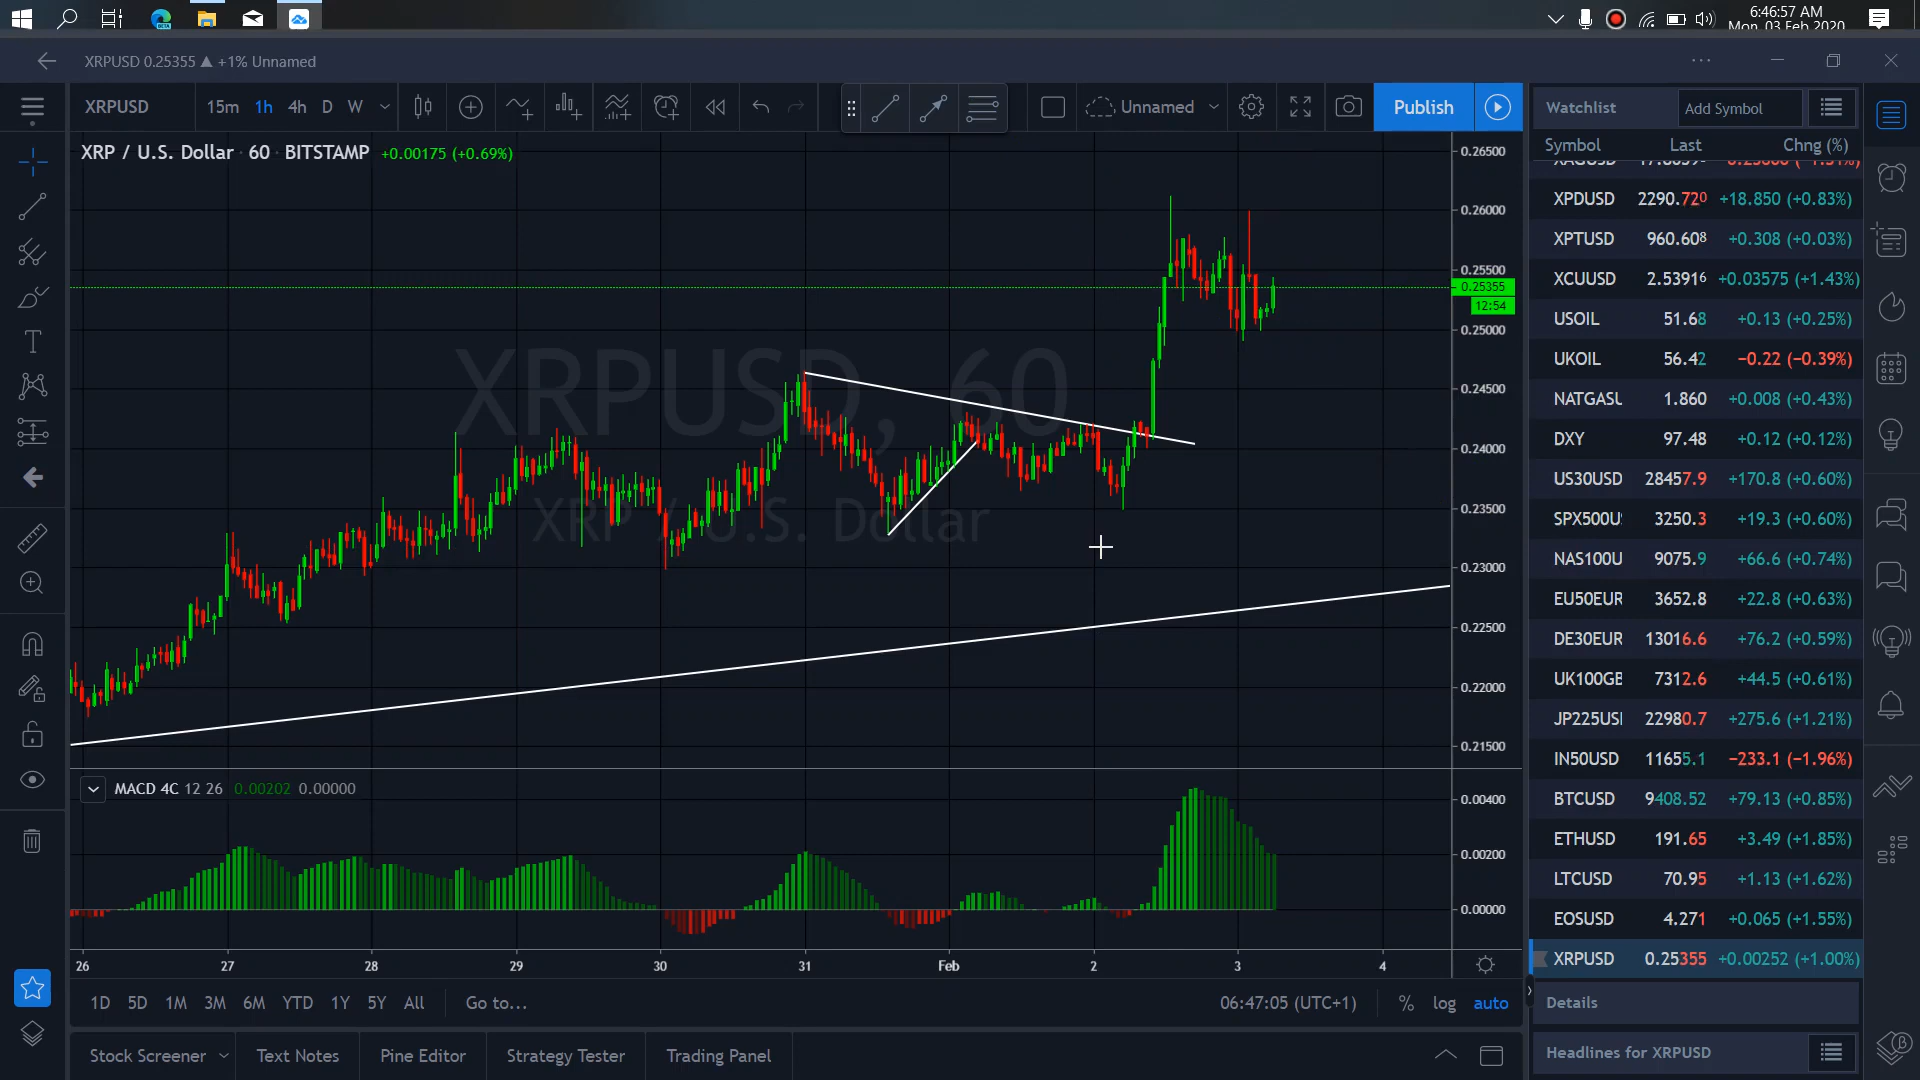 6:46:57 AM
Mon, 03 Feb 2020
XRPUSD 0.25355 ▲ +1% Unnamed
XRPUSD 15m 1h 4h D W Unnamed Publish
Watchlist Add Symbol
Symbol Last Chng (%)
XRP / U.S. Dollar · 60 · BITSTAMP +0.00175 (+0.69%)
XRPUSD, 60
XRP / U.S. Dollar
0.26500
0.26000
0.25500
0.25355
12:54
0.25000
0.24500
0.24000
0.23500
0.23000
0.22500
0.22000
0.21500
MACD 4C 12 26 0.00202 0.00000
0.00400
0.00200
0.00000
26 27 28 29 30 31 Feb 2 3 4
1D 5D 1M 3M 6M YTD 1Y 5Y All Go to...
06:47:05 (UTC+1) % log auto
Stock Screener Text Notes Pine Editor Strategy Tester Trading Panel
XAGUSD
XPDUSD 2290.720 +18.850 (+0.83%)
XPTUSD 960.608 +0.308 (+0.03%)
XCUUSD 2.53916 +0.03575 (+1.43%)
USOIL 51.68 +0.13 (+0.25%)
UKOIL 56.42 −0.22 (−0.39%)
NATGASU 1.860 +0.008 (+0.43%)
DXY 97.48 +0.12 (+0.12%)
US30USD 28457.9 +170.8 (+0.60%)
SPX500U 3250.3 +19.3 (+0.60%)
NAS100U 9075.9 +66.6 (+0.74%)
EU50EUR 3652.8 +22.8 (+0.63%)
DE30EUR 13016.6 +76.2 (+0.59%)
UK100GB 7312.6 +44.5 (+0.61%)
JP225US 22980.7 +275.6 (+1.21%)
IN50USD 11655.1 −233.1 (−1.96%)
BTCUSD 9408.52 +79.13 (+0.85%)
ETHUSD 191.65 +3.49 (+1.85%)
LTCUSD 70.95 +1.13 (+1.62%)
EOSUSD 4.271 +0.065 (+1.55%)
XRPUSD 0.25355 +0.00252 (+1.00%)
Details
Headlines for XRPUSD